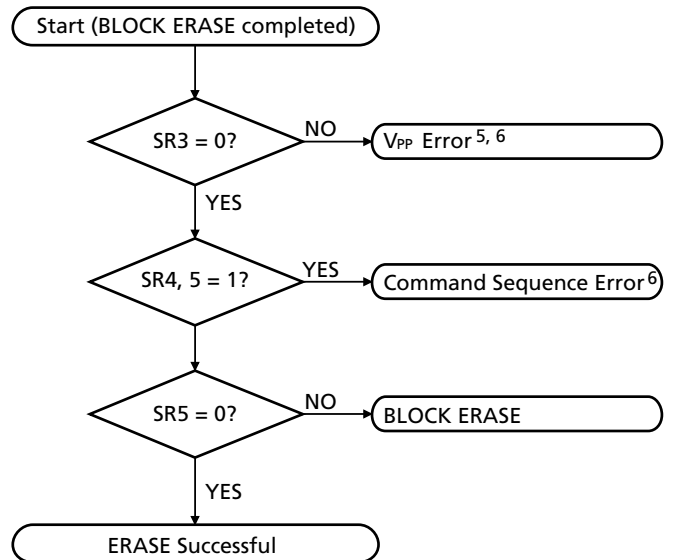 Start (BLOCK ERASE completed)
SR3 = 0?
NO
VPP Error 5, 6
YES
SR4, 5 = 1?
YES
Command Sequence Error 6
SR5 = 0?
NO
BLOCK ERASE
YES
ERASE Successful